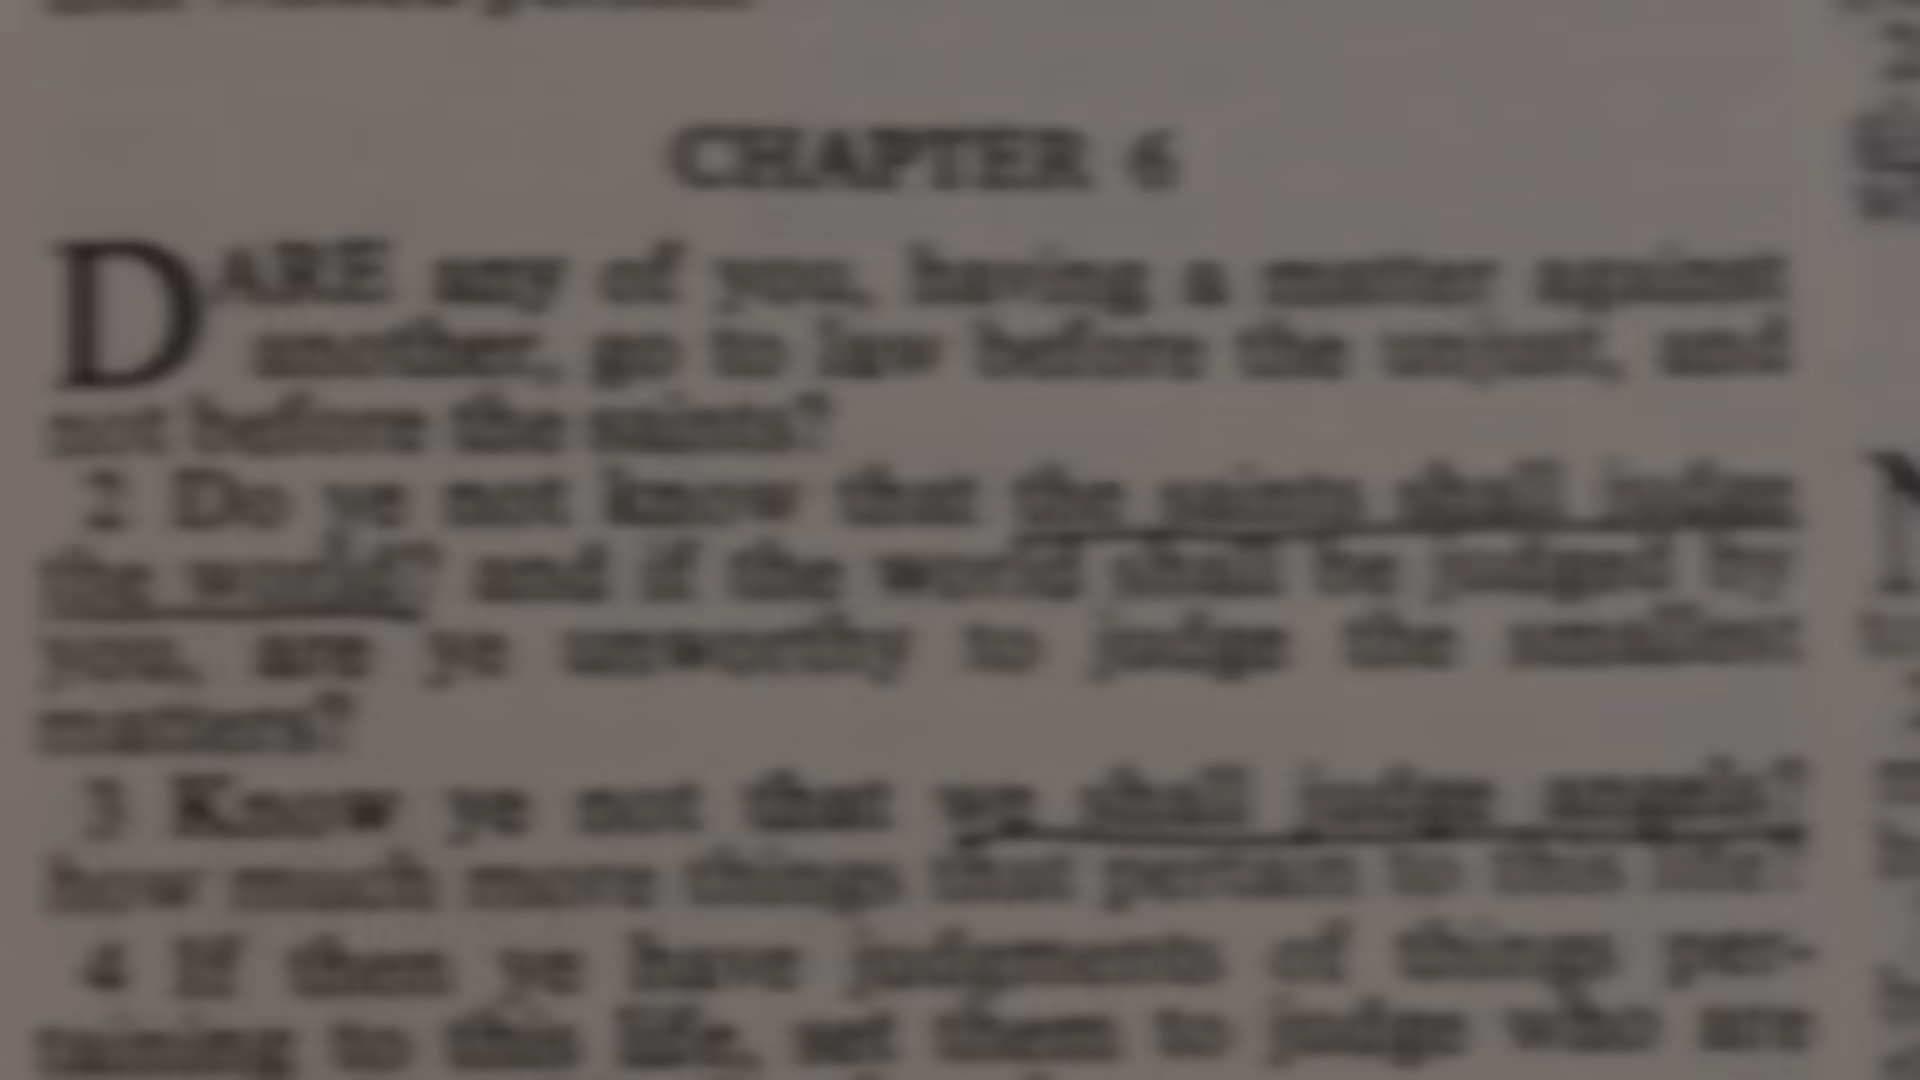 CHAPTER 6
DARE any of you, having a matter against
another, go to law before the unjust, and
not before the saints?
2 Do ye not know that the saints shall judge
the world? and if the world shall be judged by
you, are ye unworthy to judge the smallest
matters?
3 Know ye not that we shall judge angels?
how much more things that pertain to this life?
4 If then ye have judgments of things per-
taining to this life, set them to judge who are